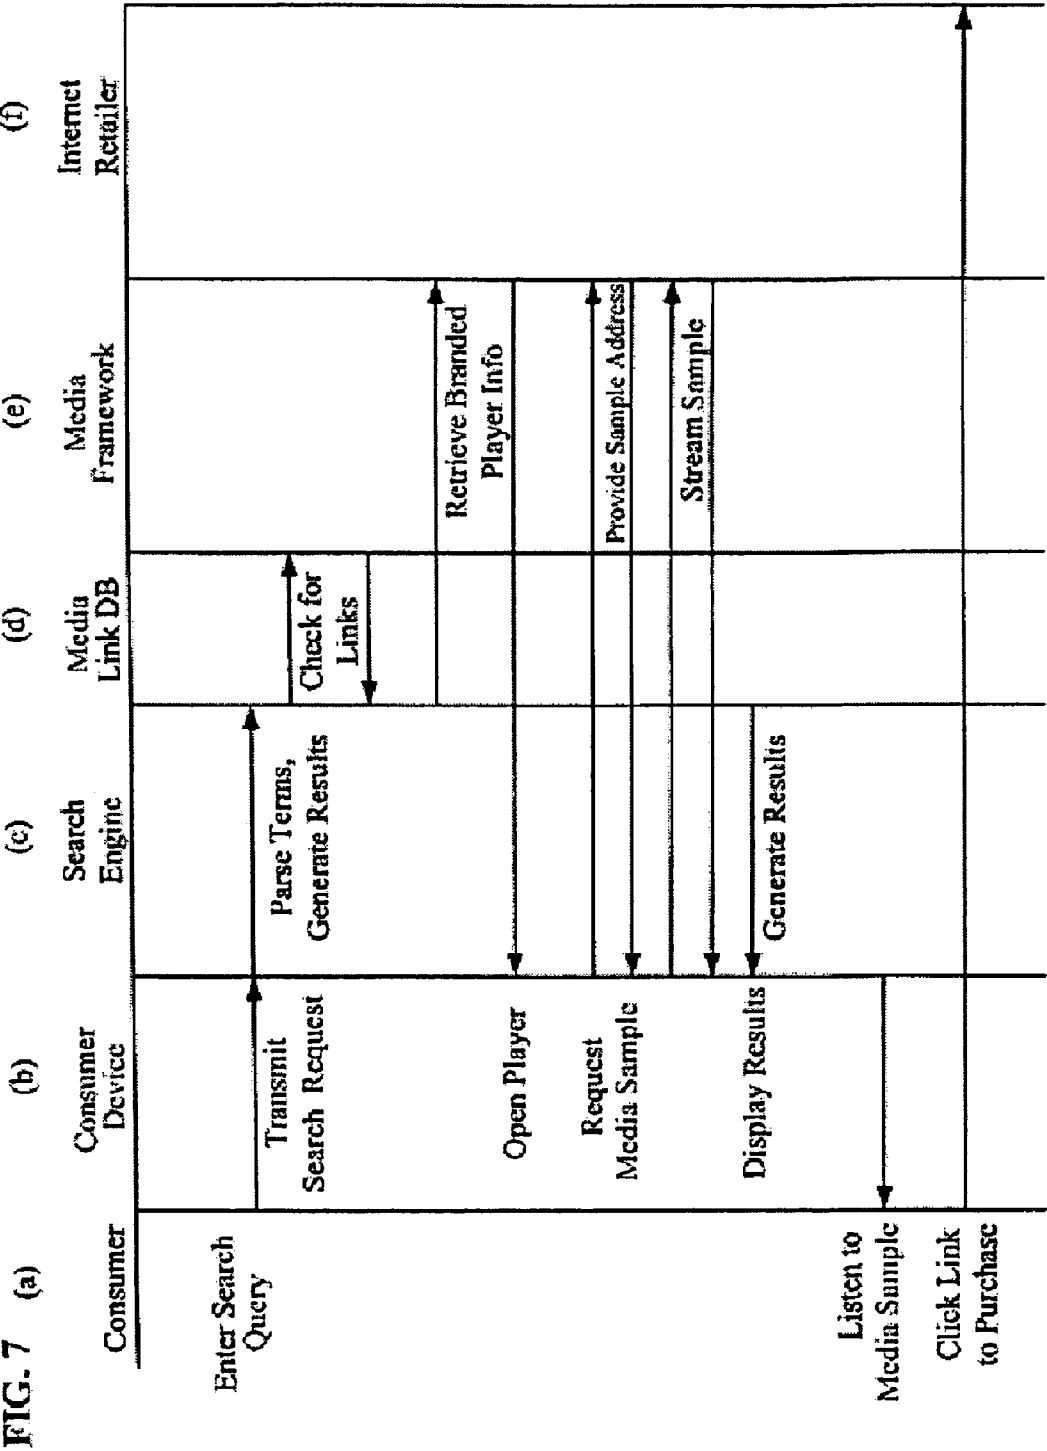 FIG. 7
(a)
Consumer
(b)
Consumer
Device
(c)
Search
Engine
(d)
Media
Link DB
(e)
Media
Framework
(f)
Internet
Retailer
Enter Search
Query
Transmit
Search Request
Parse Terms,
Generate Results
Check for
Links
Retrieve Branded
Player Info
Open Player
Request
Media Sample
Provide Sample Address
Stream Sample
Display Results
Generate Results
Listen to
Media Sample
Click Link
to Purchase